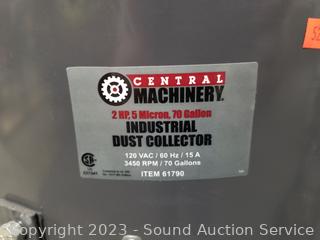 CENTRAL
MACHINERY.
2 HP, 5 Micron, 70 Gallon
INDUSTRIAL
DUST COLLECTOR
120 VAC / 60 Hz / 15 A
3450 RPM / 70 Gallons
ITEM 61790
Copyright © 2023 - Sound Auction Service